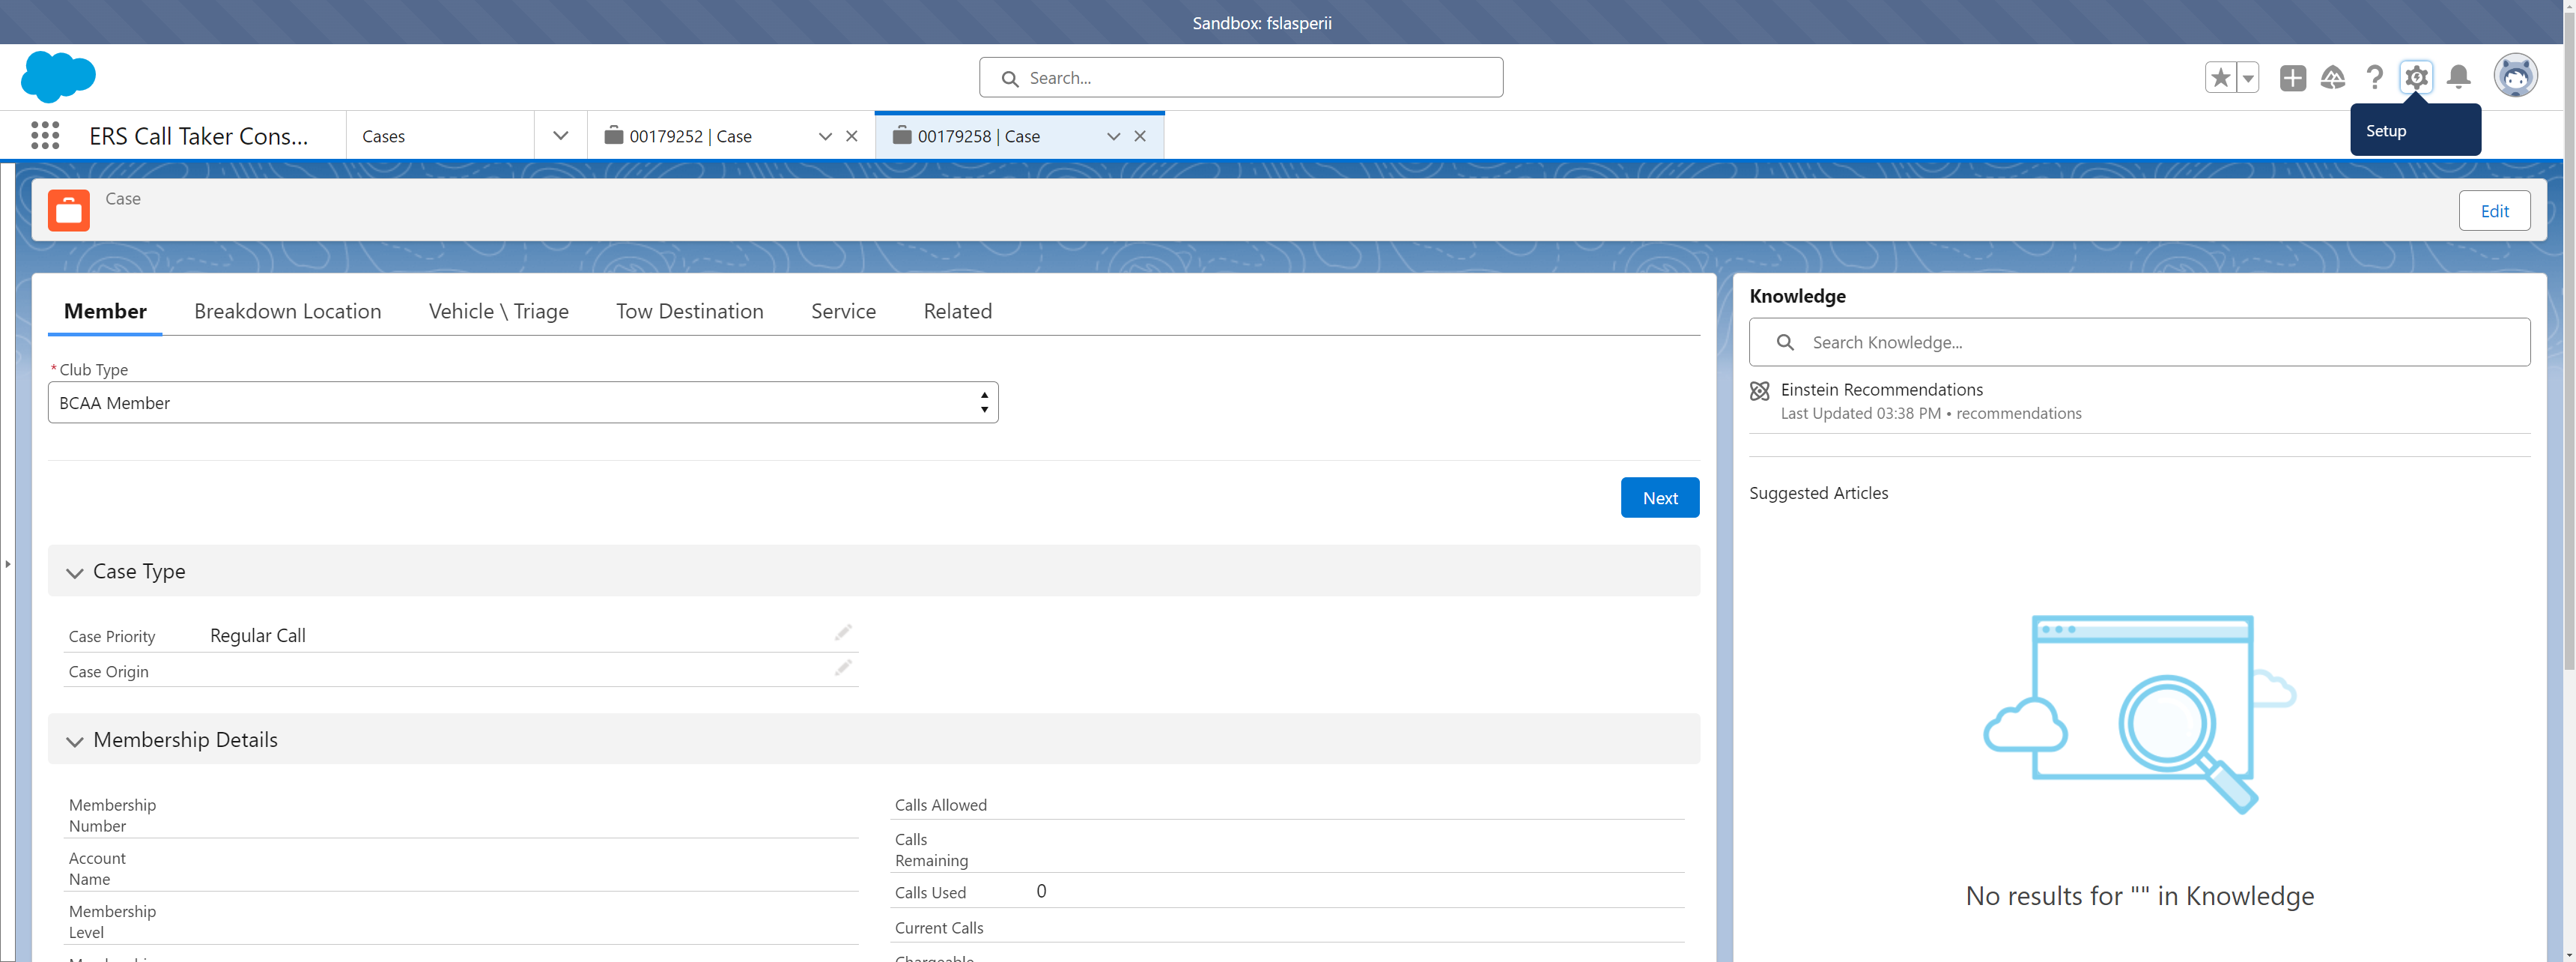 Sandbox: fslasperii
Search...
Setup
ERS Call Taker Cons...
Cases
00179252 | Case
00179258 | Case
Case
Edit
Member
Breakdown Location
Vehicle \ Triage
Tow Destination
Service
Related
*Club Type
BCAA Member
Next
Case Type
Case Priority
Regular Call
Case Origin
Membership Details
Membership
Number
Account
Name
Membership
Level
Calls Allowed
Calls
Remaining
Calls Used
0
Current Calls
Knowledge
Search Knowledge...
Einstein Recommendations
Last Updated 03:38 PM • recommendations
Suggested Articles
No results for "" in Knowledge